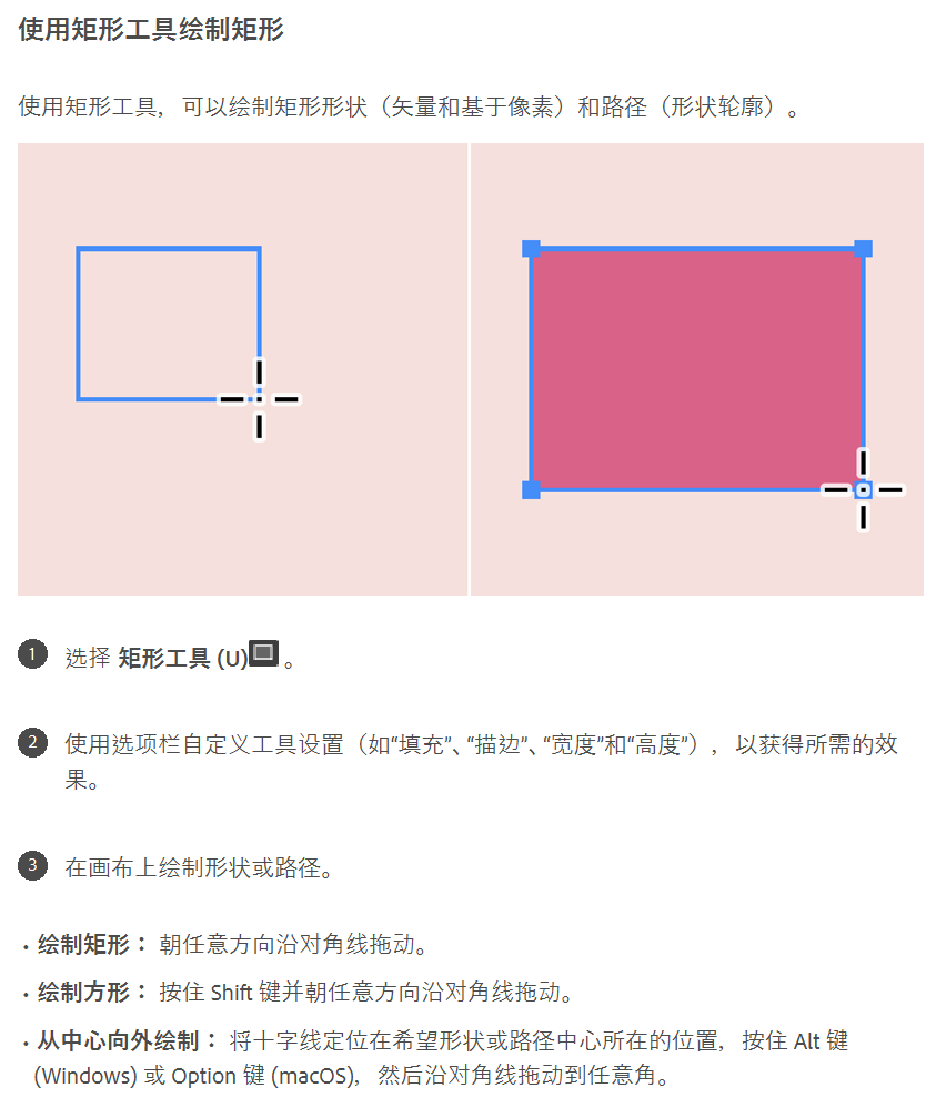 使用矩形工具绘制矩形
使用矩形工具，可以绘制矩形形状（矢量和基于像素）和路径（形状轮廓）。
1 选择 矩形工具 (U) 。
2 使用选项栏自定义工具设置（如“填充”、“描边”、“宽度”和“高度”），以获得所需的效
果。
3 在画布上绘制形状或路径。
• 绘制矩形： 朝任意方向沿对角线拖动。
• 绘制方形： 按住 Shift 键并朝任意方向沿对角线拖动。
• 从中心向外绘制： 将十字线定位在希望形状或路径中心所在的位置，按住 Alt 键
(Windows) 或 Option 键 (macOS)，然后沿对角线拖动到任意角。